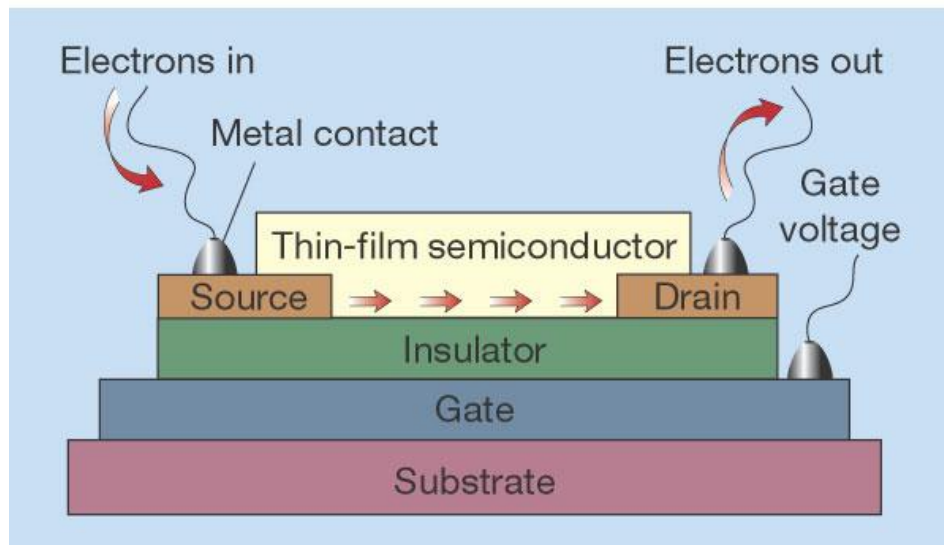 Electrons in
Electrons out
Metal contact
Gate
voltage
Thin-film semiconductor
Source
Drain
Insulator
Gate
Substrate